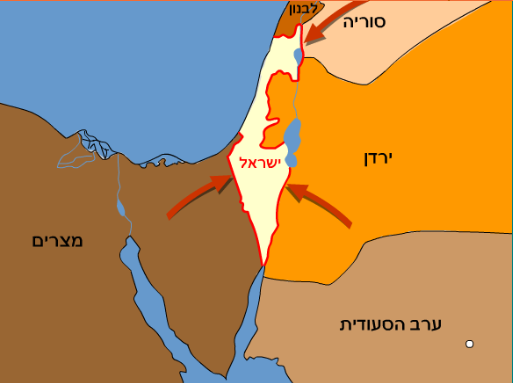 לבנון
סוריה
ישראל
ירדן
מצרים
ערב הסעודית